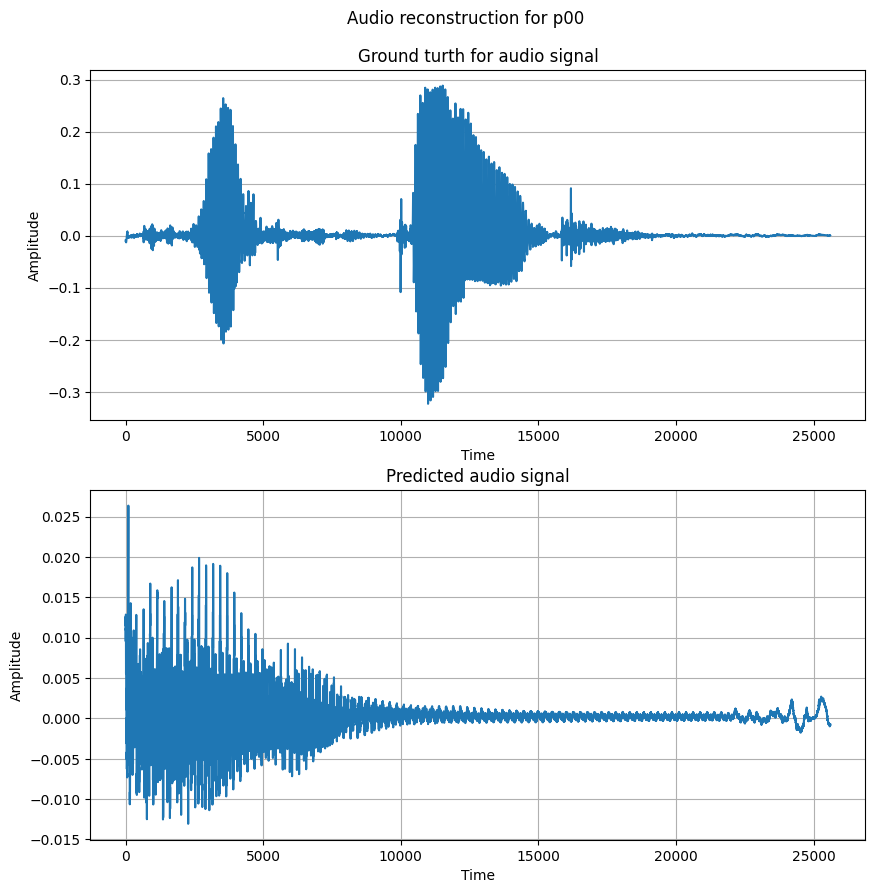 Audio reconstruction for p00
Ground turth for audio signal
0.3
0.2
0.1
0.0
−0.1
−0.2
−0.3
Amplitude
0 5000 10000 15000 20000 25000
Time
Predicted audio signal
0.025
0.020
0.015
0.010
0.005
0.000
−0.005
−0.010
−0.015
Amplitude
0 5000 10000 15000 20000 25000
Time